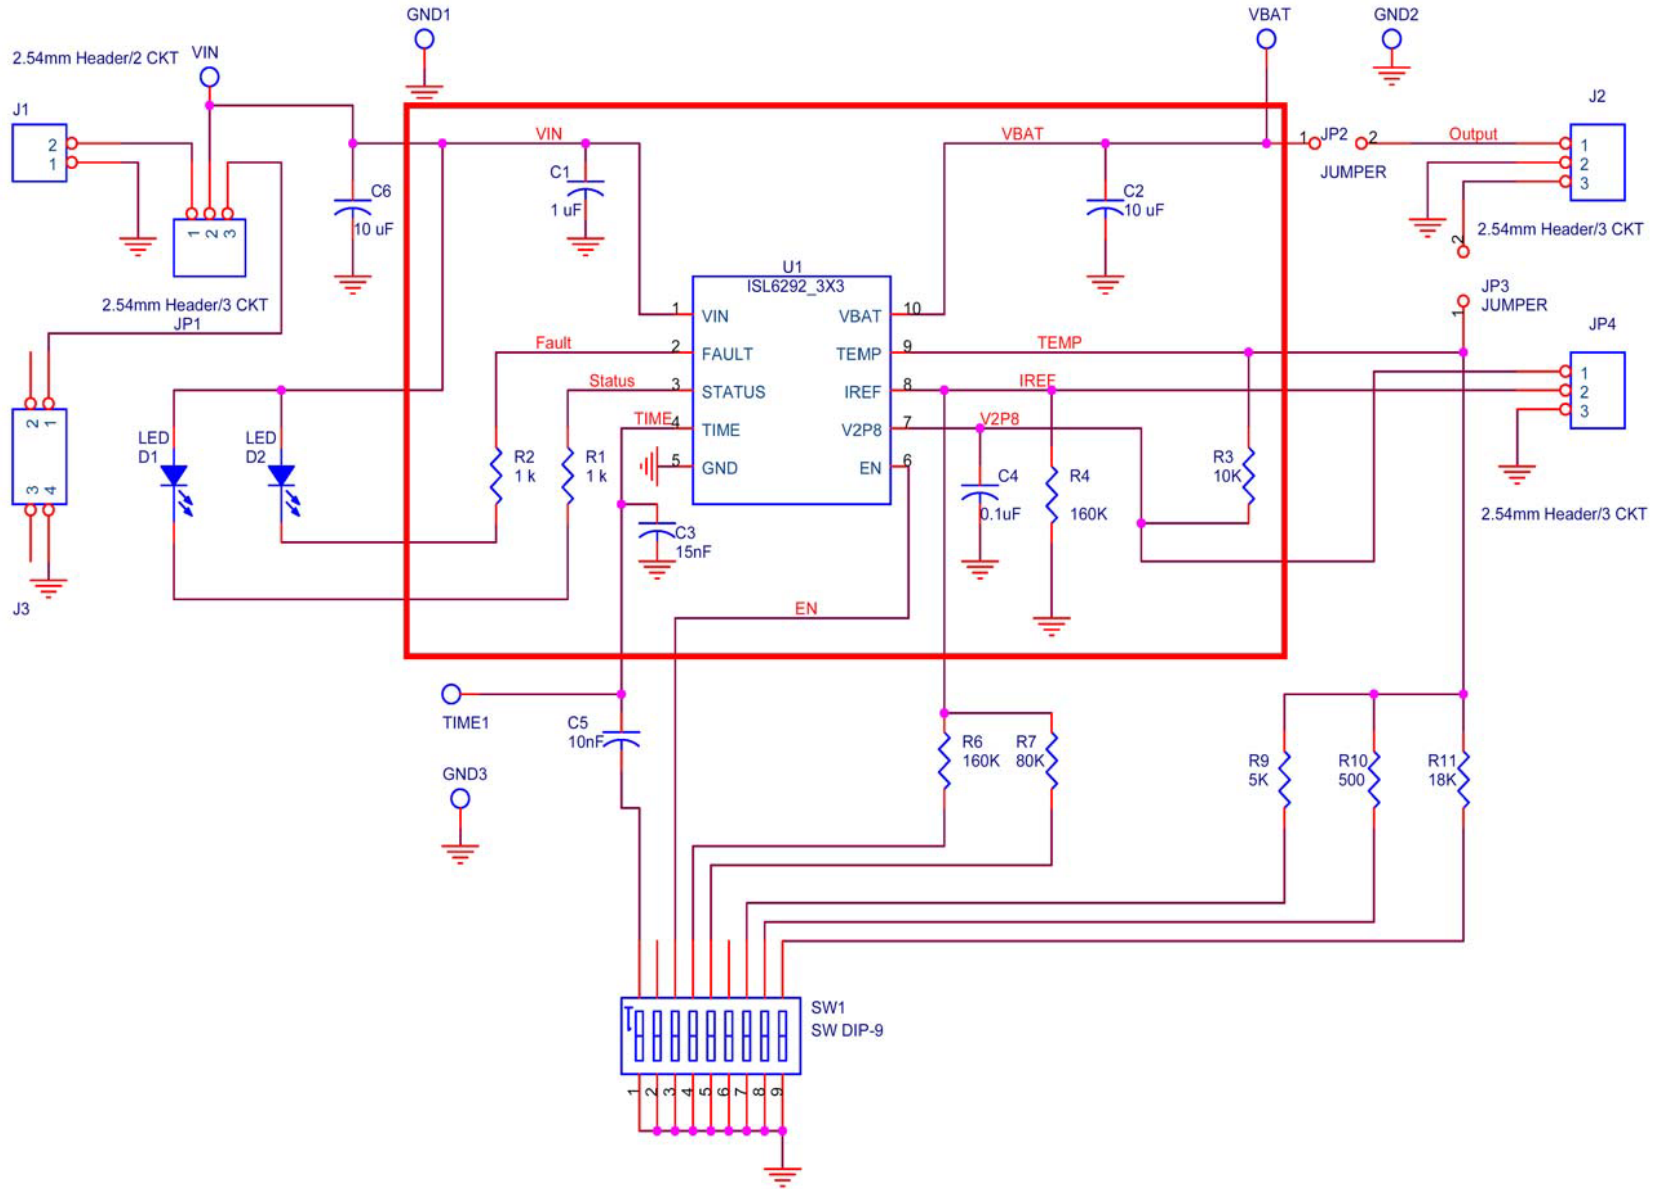 GND1
VBAT
GND2
2.54mm Header/2 CKT
VIN
J1
2
1
1
2
3
2.54mm Header/3 CKT
JP1
C6
10 uF
VIN
C1
1 uF
VBAT
C2
10 uF
1
JP2
2
JUMPER
Output
J2
1
2
3
2.54mm Header/3 CKT
2
JP3
JUMPER
1
JP4
1
2
3
2.54mm Header/3 CKT
U1
ISL6292_3X3
1 VIN
2 FAULT
3 STATUS
4 TIME
5 GND
VBAT 10
TEMP 9
IREF 8
V2P8 7
EN 6
Fault
Status
TIME
TEMP
IREF
V2P8
EN
2
1
3
4
J3
LED
D1
LED
D2
R2
1 k
R1
1 k
C3
15nF
C4
0.1uF
R4
160K
R3
10K
TIME1
C5
10nF
GND3
R6
160K
R7
80K
R9
5K
R10
500
R11
18K
SW1
SW DIP-9
1
2
3
4
5
6
7
8
9